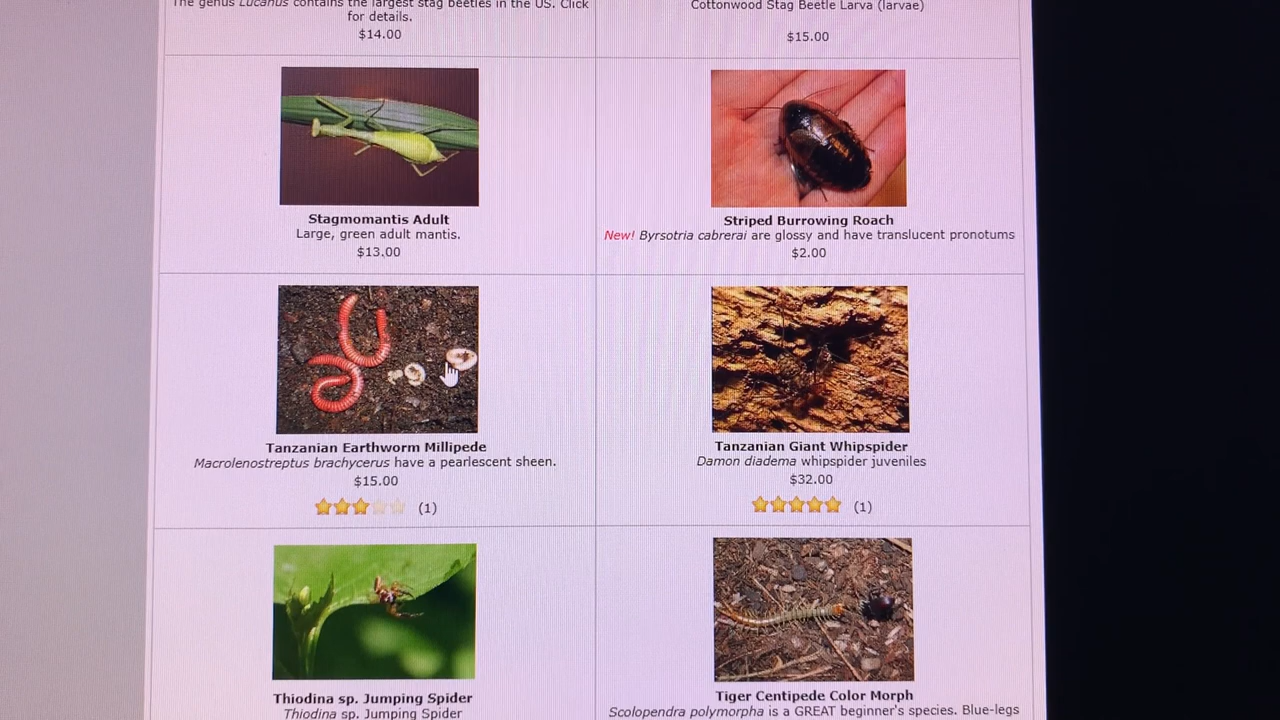 The genus Lucanus contains the largest stag beetles in the US. Click
for details.
$14.00
Cottonwood Stag Beetle Larva (larvae)
$15.00
Stagmomantis Adult
Large, green adult mantis.
$13.00
Striped Burrowing Roach
New! Byrsotria cabrerai are glossy and have translucent pronotums
$2.00
Tanzanian Earthworm Millipede
Macrolenostreptus brachycerus have a pearlescent sheen.
$15.00
(1)
Tanzanian Giant Whipspider
Damon diadema whipspider juveniles
$32.00
(1)
Thiodina sp. Jumping Spider
Thiodina sp. Jumping Spider
Tiger Centipede Color Morph
Scolopendra polymorpha is a GREAT beginner's species. Blue-legs